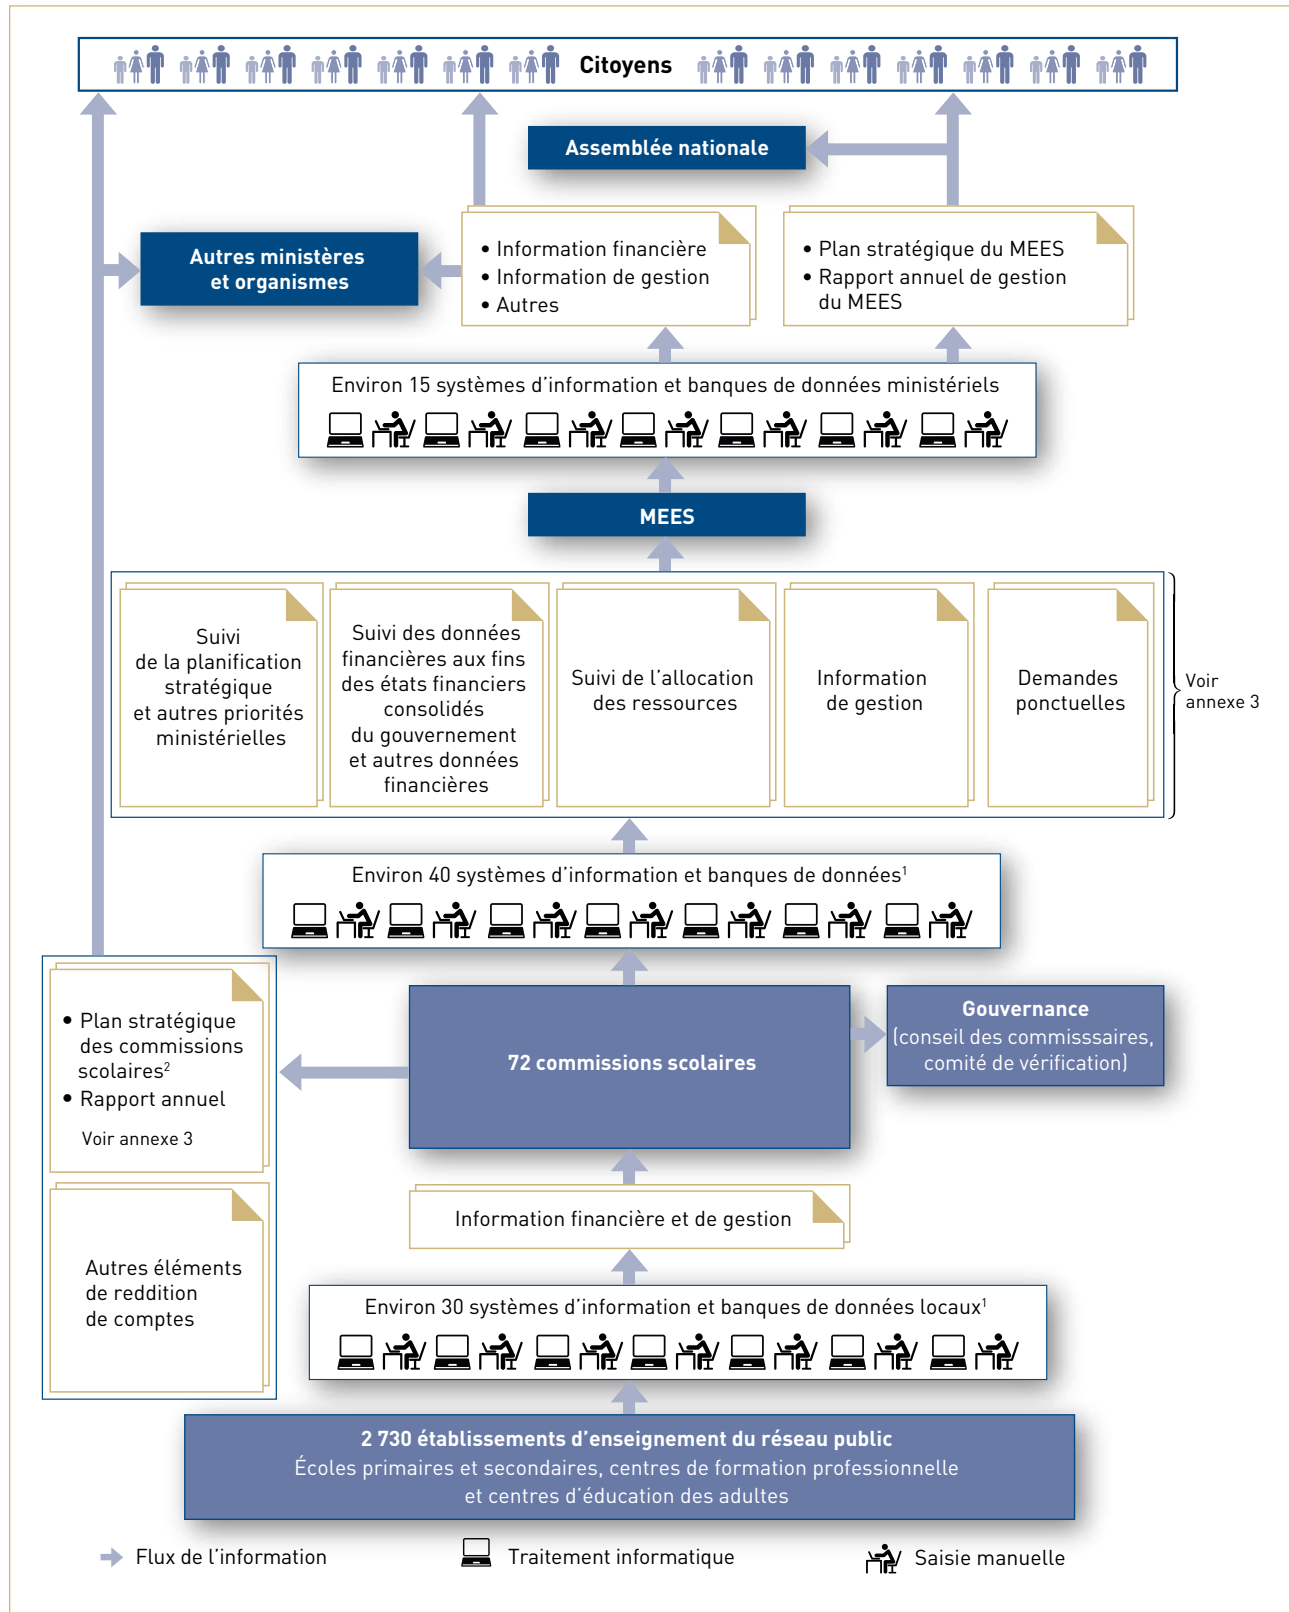 Citoyens
Assemblée nationale
Autres ministères
et organismes
• Information financière
• Information de gestion
• Autres
• Plan stratégique du MEES
• Rapport annuel de gestion
du MEES
Environ 15 systèmes d’information et banques de données ministériels
MEES
Suivi
de la planification
stratégique
et autres priorités
ministérielles
Suivi des données
financières aux fins
des états financiers
consolidés
du gouvernement
et autres données
financières
Suivi de l’allocation
des ressources
Information
de gestion
Demandes
ponctuelles
Voir
annexe 3
Environ 40 systèmes d’information et banques de données1
• Plan stratégique
des commissions
scolaires2
• Rapport annuel
Voir annexe 3
72 commissions scolaires
Gouvernance
(conseil des commisssaires,
comité de vérification)
Autres éléments
de reddition
de comptes
Information financière et de gestion
Environ 30 systèmes d’information et banques de données locaux1
2 730 établissements d’enseignement du réseau public
Écoles primaires et secondaires, centres de formation professionnelle
et centres d’éducation des adultes
Flux de l’information
Traitement informatique
Saisie manuelle